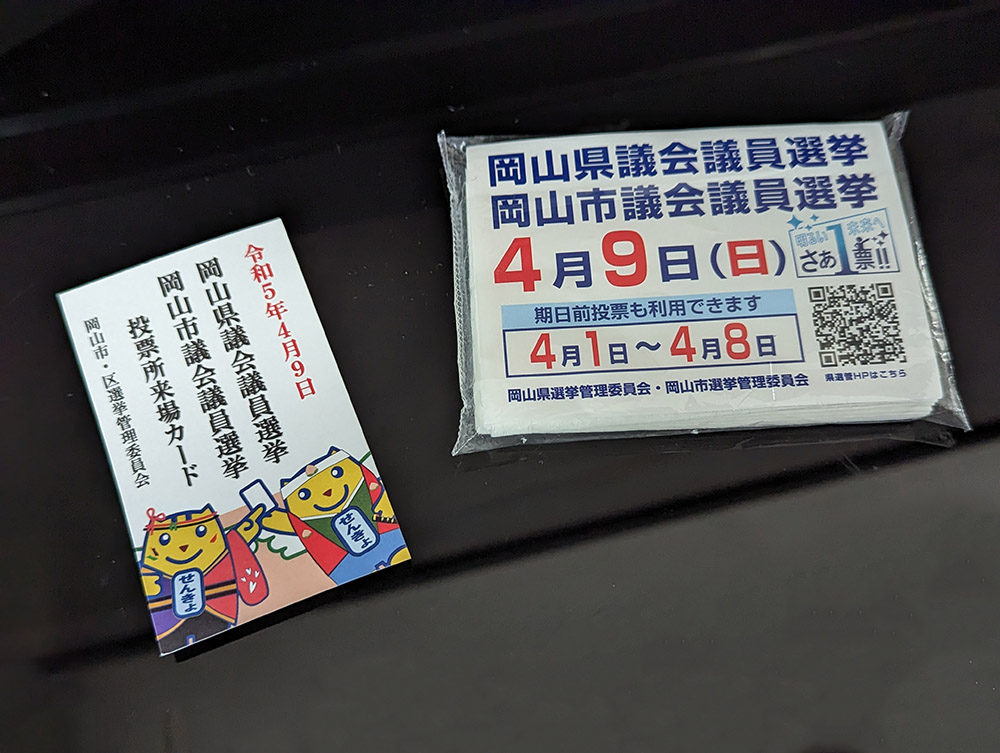 令和5年4月9日
岡山県議会議員選挙
岡山市議会議員選挙
投票所来場カード
岡山市・区選挙管理委員会
せんきょ
せんきょ
岡山県議会議員選挙
岡山市議会議員選挙
4月9日(日)
明るい未来へ
さあ1票!!
期日前投票も利用できます
4月1日～4月8日
県選管HPはこちら
岡山県選挙管理委員会・岡山市選挙管理委員会